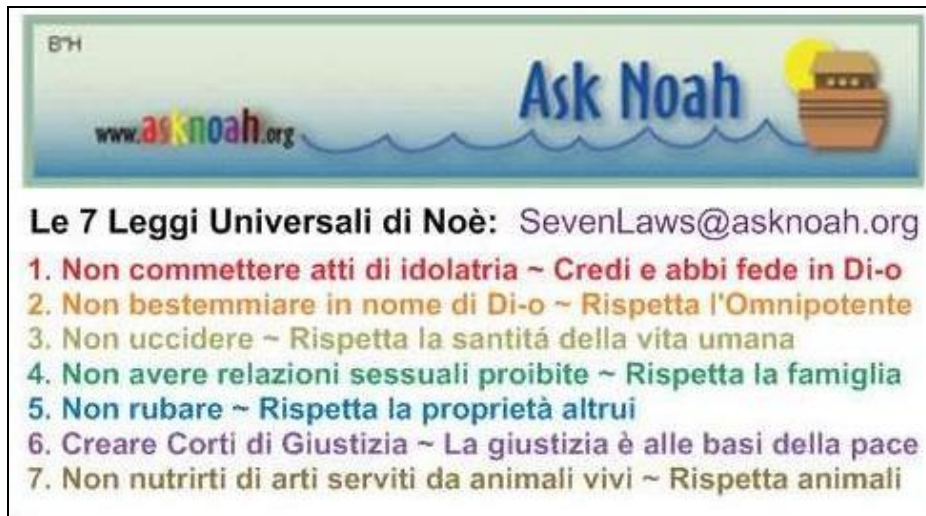 B"H
Ask Noah
www.asknoah.org
Le 7 Leggi Universali di Noè: SevenLaws@asknoah.org
1. Non commettere atti di idolatria ~ Credi e abbi fede in Di-o
2. Non bestemmiare in nome di Di-o ~ Rispetta l'Omnipotente
3. Non uccidere ~ Rispetta la santitá della vita umana
4. Non avere relazioni sessuali proibite ~ Rispetta la famiglia
5. Non rubare ~ Rispetta la proprietà altrui
6. Creare Corti di Giustizia ~ La giustizia è alle basi della pace
7. Non nutrirti di arti serviti da animali vivi ~ Rispetta animali